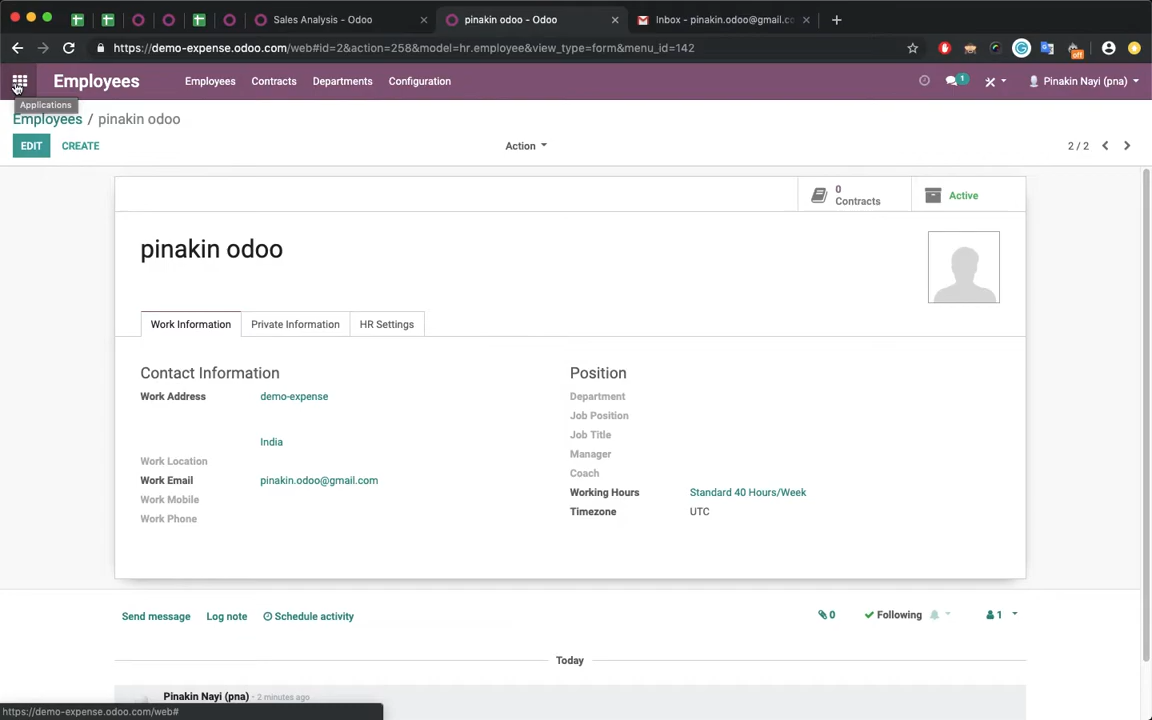 Sales Analysis - Odoo
pinakin odoo - Odoo
Inbox - pinakin.odoo@gmail.co
https://demo-expense.odoo.com/web#id=2&action=258&model=hr.employee&view_type=form&menu_id=142
off
Employees
Employees Contracts Departments Configuration
1
Pinakin Nayi (pna)
Applications
Employees / pinakin odoo
EDIT CREATE
Action
2 / 2
0 Contracts
Active
pinakin odoo
Work Information Private Information HR Settings
Contact Information
Work Address demo-expense
India
Work Location
Work Email pinakin.odoo@gmail.com
Work Mobile
Work Phone
Position
Department
Job Position
Job Title
Manager
Coach
Working Hours Standard 40 Hours/Week
Timezone UTC
Send message Log note Schedule activity
0 Following 1
Today
Pinakin Nayi (pna) - 2 minutes ago
https://demo-expense.odoo.com/web#